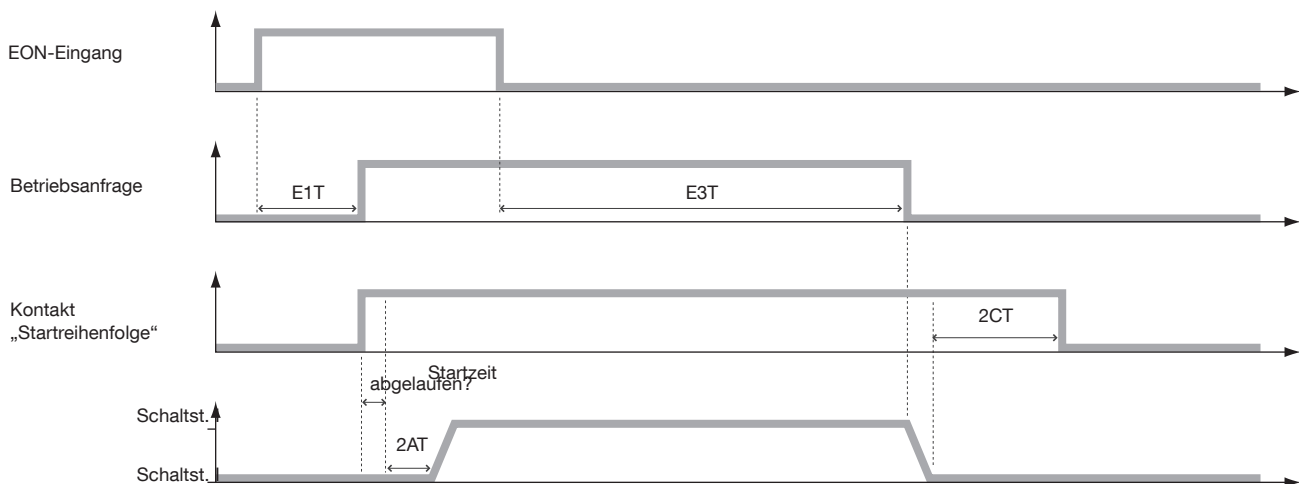 EON-Eingang
Betriebsanfrage
E1T
E3T
Kontakt
„Startreihenfolge“
2CT
Startzeit
abgelaufen?
Schaltst.
2AT
Schaltst.